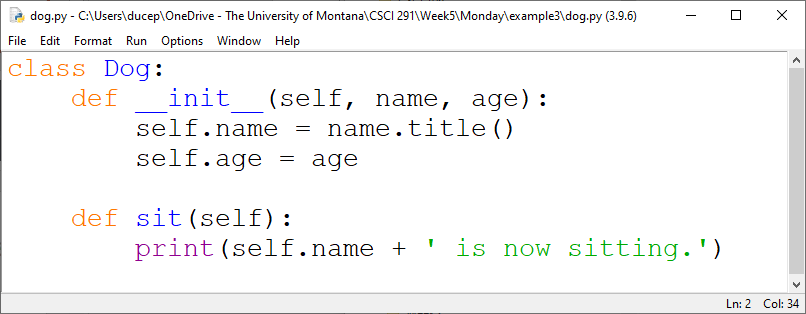 dog.py - C:\Users\ducep\OneDrive - The University of Montana\CSCI 291\Week5\Monday\example3\dog.py (3.9.6)
File Edit Format Run Options Window Help
class Dog:
    def __init__(self, name, age):
        self.name = name.title()
        self.age = age

    def sit(self):
        print(self.name + ' is now sitting.')
Ln: 2 Col: 34